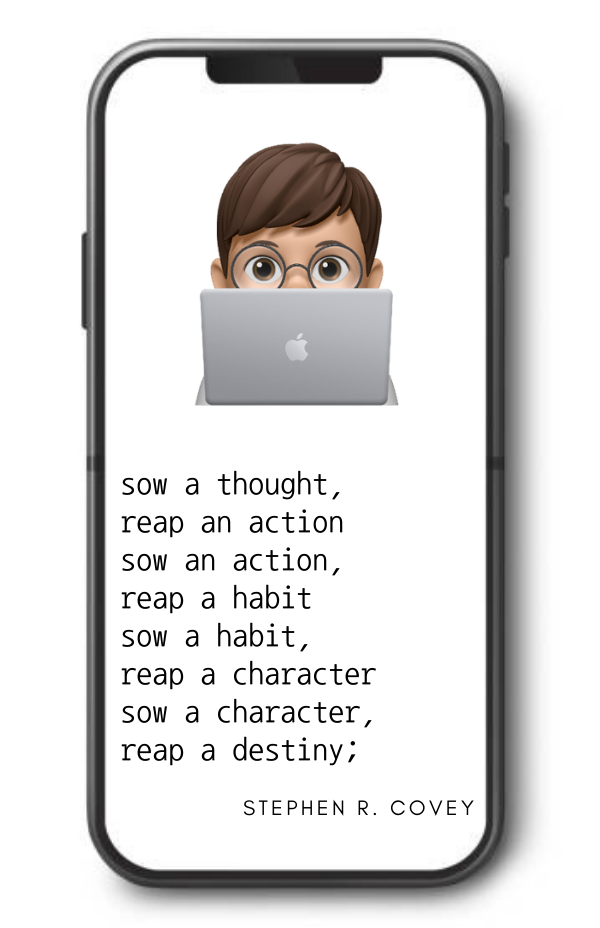 sow a thought,
reap an action
sow an action,
reap a habit
sow a habit,
reap a character
sow a character,
reap a destiny;
STEPHEN R. COVEY